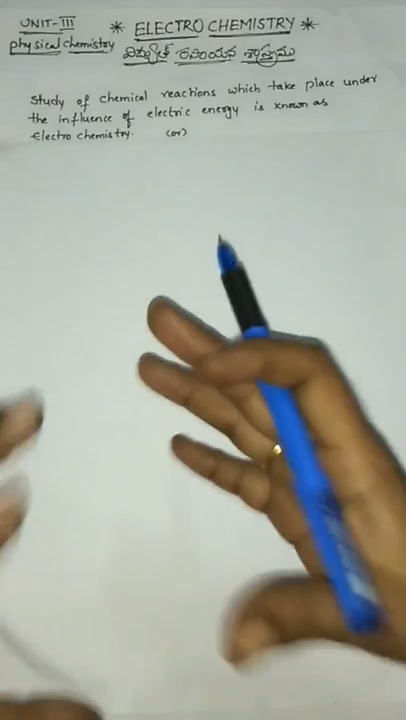 UNIT-III
* ELECTRO CHEMISTRY *
physical chemistry
విద్యుత్ రసాయన శాస్త్రము
Study of chemical reactions which take place under
the influence of electric energy is known as
Electro chemistry. (or)